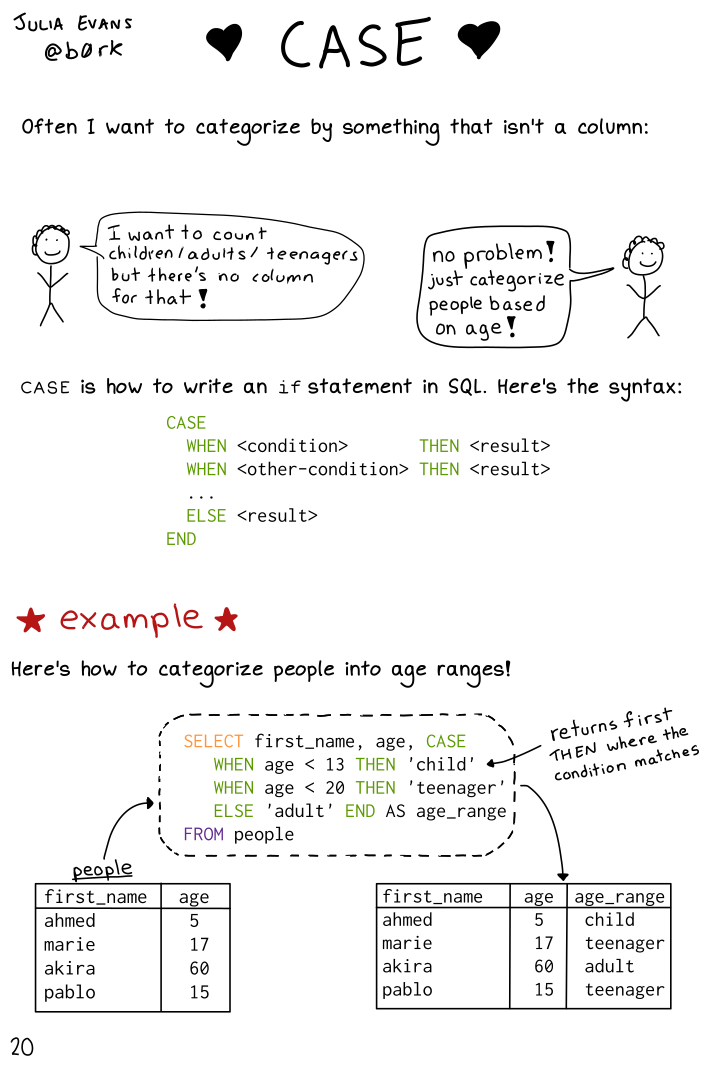 JULIA EVANS
@b0rk
♥ CASE ♥
Often I want to categorize by something that isn't a column:
I want to count
children/adults/teenagers
but there's no column
for that!
no problem!
just categorize
people based
on age!
CASE is how to write an if statement in SQL. Here's the syntax:
CASE
WHEN <condition> THEN <result>
WHEN <other-condition> THEN <result>
...
ELSE <result>
END
★ example ★
Here's how to categorize people into age ranges!
SELECT first_name, age, CASE
WHEN age < 13 THEN 'child'
WHEN age < 20 THEN 'teenager'
ELSE 'adult' END AS age_range
FROM people
returns first
THEN where the
condition matches
people
first_name age
ahmed 5
marie 17
akira 60
pablo 15
first_name age age_range
ahmed 5 child
marie 17 teenager
akira 60 adult
pablo 15 teenager
20